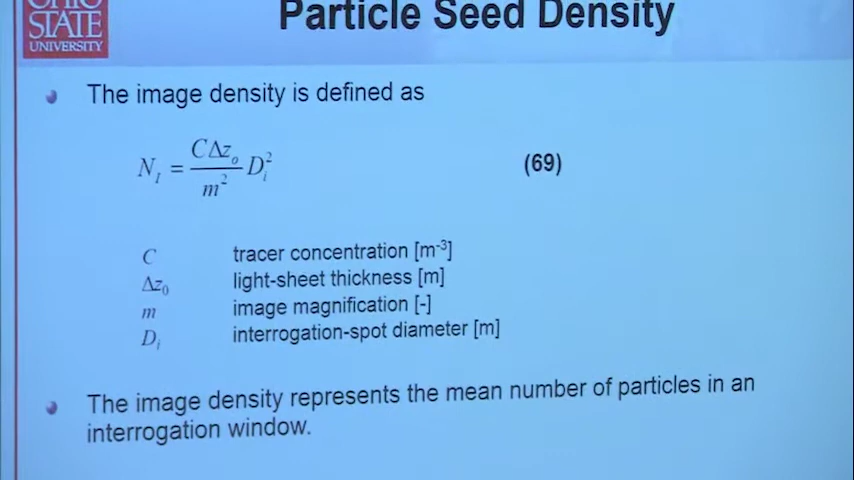 OHIO
STATE
UNIVERSITY
Particle Seed Density
The image density is defined as
N_I = \frac{CΔz_o}{m^2} D_i^2 (69)
C tracer concentration [m^-3]
Δz_0 light-sheet thickness [m]
m image magnification [-]
D_i interrogation-spot diameter [m]
The image density represents the mean number of particles in an
interrogation window.